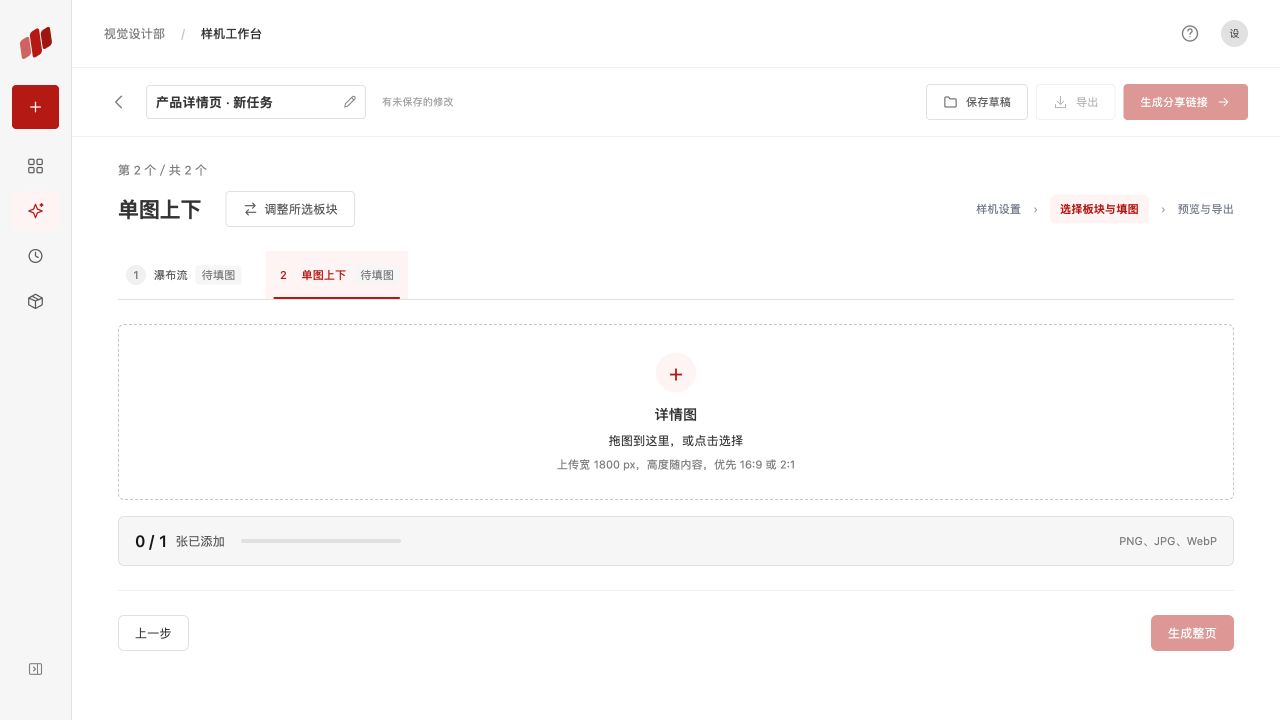 视觉设计部 / 样机工作台
设
产品详情页 · 新任务
有未保存的修改
保存草稿
导出
生成分享链接 →
第 2 个 / 共 2 个
单图上下
调整所选板块
样机设置 › 选择板块与填图 › 预览与导出
1 瀑布流 待填图
2 单图上下 待填图
详情图
拖图到这里，或点击选择
上传宽 1800 px，高度随内容，优先 16:9 或 2:1
0 / 1 张已添加
PNG、JPG、WebP
上一步
生成整页